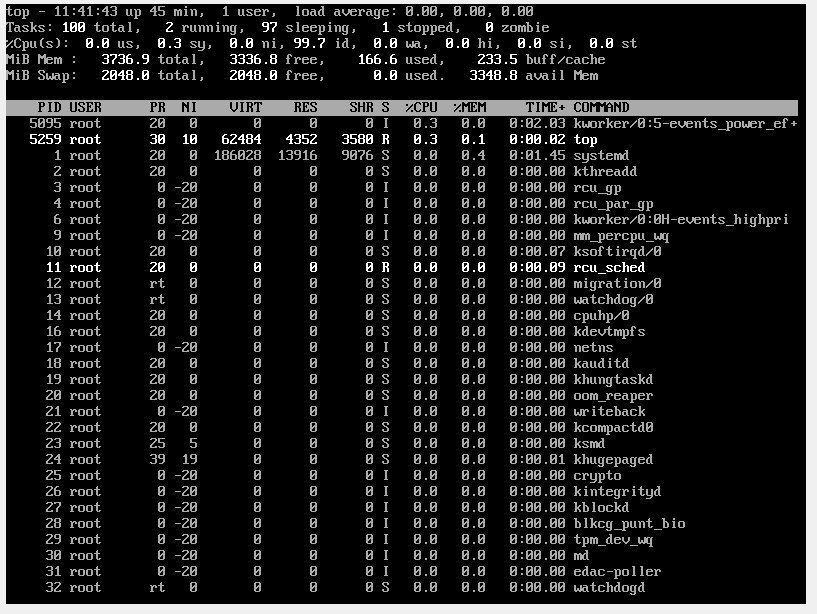 top - 11:41:43 up 45 min,  1 user,  load average: 0.00, 0.00, 0.00
Tasks: 100 total,   2 running,  97 sleeping,   1 stopped,   0 zombie
%Cpu(s):  0.0 us,  0.3 sy,  0.0 ni, 99.7 id,  0.0 wa,  0.0 hi,  0.0 si,  0.0 st
MiB Mem :   3736.9 total,   3336.8 free,    166.6 used,    233.5 buff/cache
MiB Swap:   2048.0 total,   2048.0 free,      0.0 used.   3348.8 avail Mem
PID USER      PR  NI    VIRT    RES    SHR S  %CPU  %MEM     TIME+ COMMAND
5095 root      20   0       0      0      0 I   0.3   0.0   0:02.03 kworker/0:5-events_power_ef+
5259 root      30  10   62484   4352   3580 R   0.3   0.1   0:00.02 top
1 root      20   0  186028  13916   9076 S   0.0   0.4   0:01.45 systemd
2 root      20   0       0      0      0 S   0.0   0.0   0:00.00 kthreadd
3 root       0 -20       0      0      0 I   0.0   0.0   0:00.00 rcu_gp
4 root       0 -20       0      0      0 I   0.0   0.0   0:00.00 rcu_par_gp
6 root       0 -20       0      0      0 I   0.0   0.0   0:00.00 kworker/0:0H-events_highpri
9 root       0 -20       0      0      0 I   0.0   0.0   0:00.00 mm_percpu_wq
10 root      20   0       0      0      0 S   0.0   0.0   0:00.07 ksoftirqd/0
11 root      20   0       0      0      0 R   0.0   0.0   0:00.09 rcu_sched
12 root      rt   0       0      0      0 S   0.0   0.0   0:00.00 migration/0
13 root      rt   0       0      0      0 S   0.0   0.0   0:00.00 watchdog/0
14 root      20   0       0      0      0 S   0.0   0.0   0:00.00 cpuhp/0
16 root      20   0       0      0      0 S   0.0   0.0   0:00.00 kdevtmpfs
17 root       0 -20       0      0      0 I   0.0   0.0   0:00.00 netns
18 root      20   0       0      0      0 S   0.0   0.0   0:00.00 kauditd
19 root      20   0       0      0      0 S   0.0   0.0   0:00.00 khungtaskd
20 root      20   0       0      0      0 S   0.0   0.0   0:00.00 oom_reaper
21 root       0 -20       0      0      0 I   0.0   0.0   0:00.00 writeback
22 root      20   0       0      0      0 S   0.0   0.0   0:00.00 kcompactd0
23 root      25   5       0      0      0 S   0.0   0.0   0:00.00 ksmd
24 root      39  19       0      0      0 S   0.0   0.0   0:00.01 khugepaged
25 root       0 -20       0      0      0 I   0.0   0.0   0:00.00 crypto
26 root       0 -20       0      0      0 I   0.0   0.0   0:00.00 kintegrityd
27 root       0 -20       0      0      0 I   0.0   0.0   0:00.00 kblockd
28 root       0 -20       0      0      0 I   0.0   0.0   0:00.00 blkcg_punt_bio
29 root       0 -20       0      0      0 I   0.0   0.0   0:00.00 tpm_dev_wq
30 root       0 -20       0      0      0 I   0.0   0.0   0:00.00 md
31 root       0 -20       0      0      0 I   0.0   0.0   0:00.00 edac-poller
32 root      rt   0       0      0      0 S   0.0   0.0   0:00.00 watchdogd